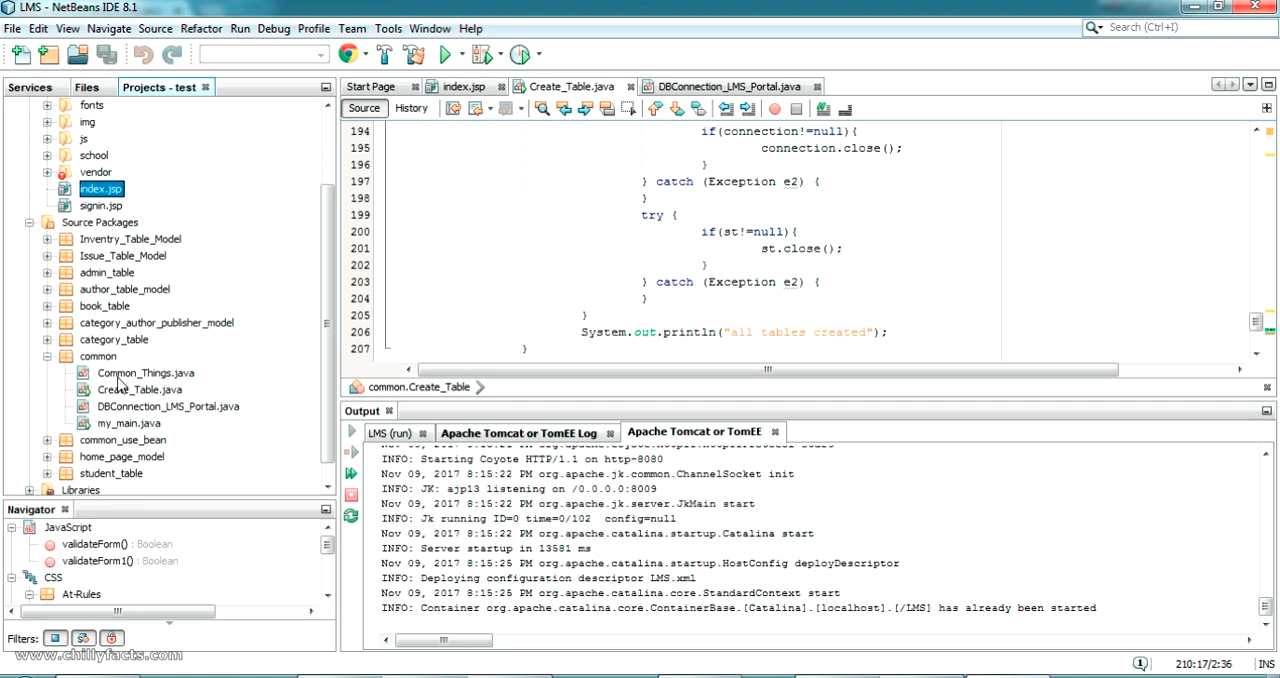 LMS - NetBeans IDE 8.1
File Edit View Navigate Source Refactor Run Debug Profile Team Tools Window Help
Search (Ctrl+I)
Services Files Projects - test
fonts
img
js
school
vendor
index.jsp
signin.jsp
Source Packages
Inventry_Table_Model
Issue_Table_Model
admin_table
author_table_model
book_table
category_author_publisher_model
category_table
common
Common_Things.java
Create_Table.java
DBConnection_LMS_Portal.java
my_main.java
common_use_bean
home_page_model
student_table
Libraries
Navigator
JavaScript
validateForm() : Boolean
validateForm1() : Boolean
CSS
At-Rules
Filters:
www.chillyfacts.com
Start Page index.jsp Create_Table.java DBConnection_LMS_Portal.java
Source History
194 if(connection!=null){
195 connection.close();
196 }
197 } catch (Exception e2) {
198 }
199 try {
200 if(st!=null){
201 st.close();
202 }
203 } catch (Exception e2) {
204 }
205 }
206 System.out.println("all tables created");
207 }
common.Create_Table
Output
LMS (run) Apache Tomcat or TomEE Log Apache Tomcat or TomEE
INFO: Starting Coyote HTTP/1.1 on http-8080
Nov 09, 2017 8:15:22 PM org.apache.jk.common.ChannelSocket init
INFO: JK: ajp13 listening on /0.0.0.0:8009
Nov 09, 2017 8:15:22 PM org.apache.jk.server.JkMain start
INFO: Jk running ID=0 time=0/102 config=null
Nov 09, 2017 8:15:22 PM org.apache.catalina.startup.Catalina start
INFO: Server startup in 13581 ms
Nov 09, 2017 8:15:25 PM org.apache.catalina.startup.HostConfig deployDescriptor
INFO: Deploying configuration descriptor LMS.xml
Nov 09, 2017 8:15:25 PM org.apache.catalina.core.StandardContext start
INFO: Container org.apache.catalina.core.ContainerBase.[Catalina].[localhost].[/LMS] has already been started
1 210:17/2:36 INS